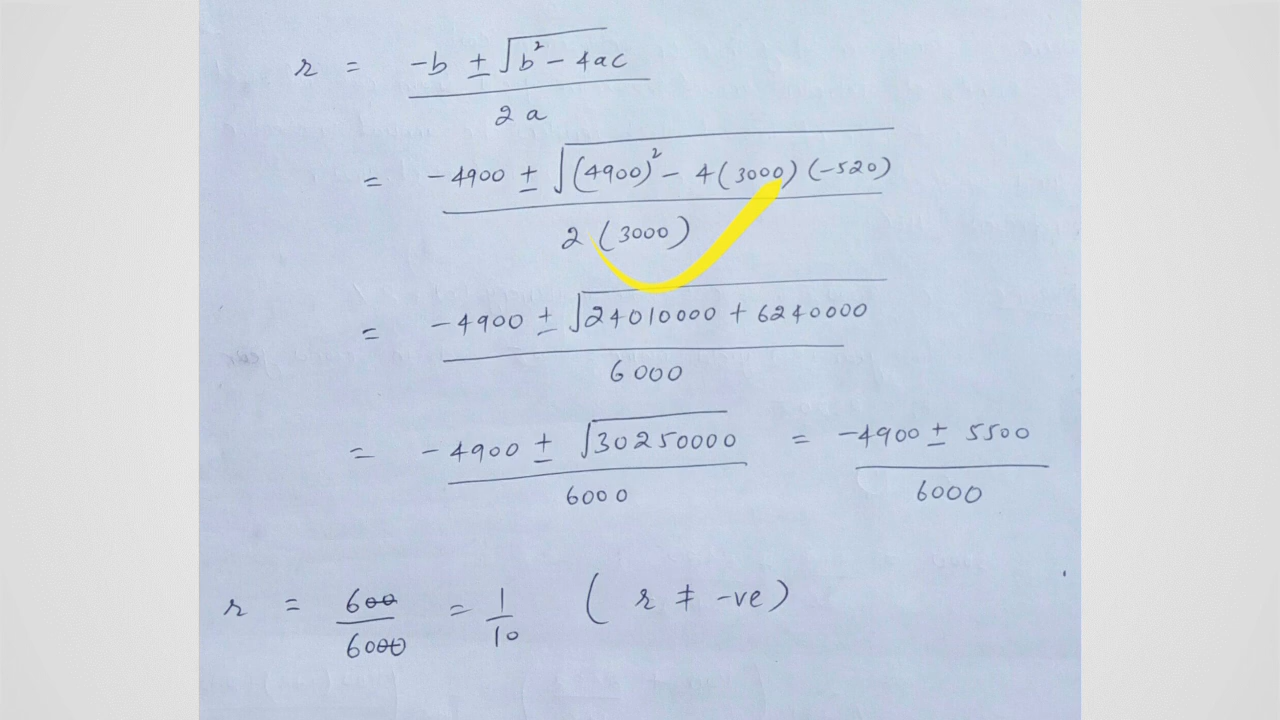 r = -b ± √b² - 4ac
2a
= -4900 ± √(4900)² - 4(3000)(-520)
2(3000)
= -4900 ± √24010000 + 6240000
6000
= -4900 ± √30250000 = -4900 ± 5500
6000 6000
r = 600 = 1 ( r ≠ -ve)
6000 10